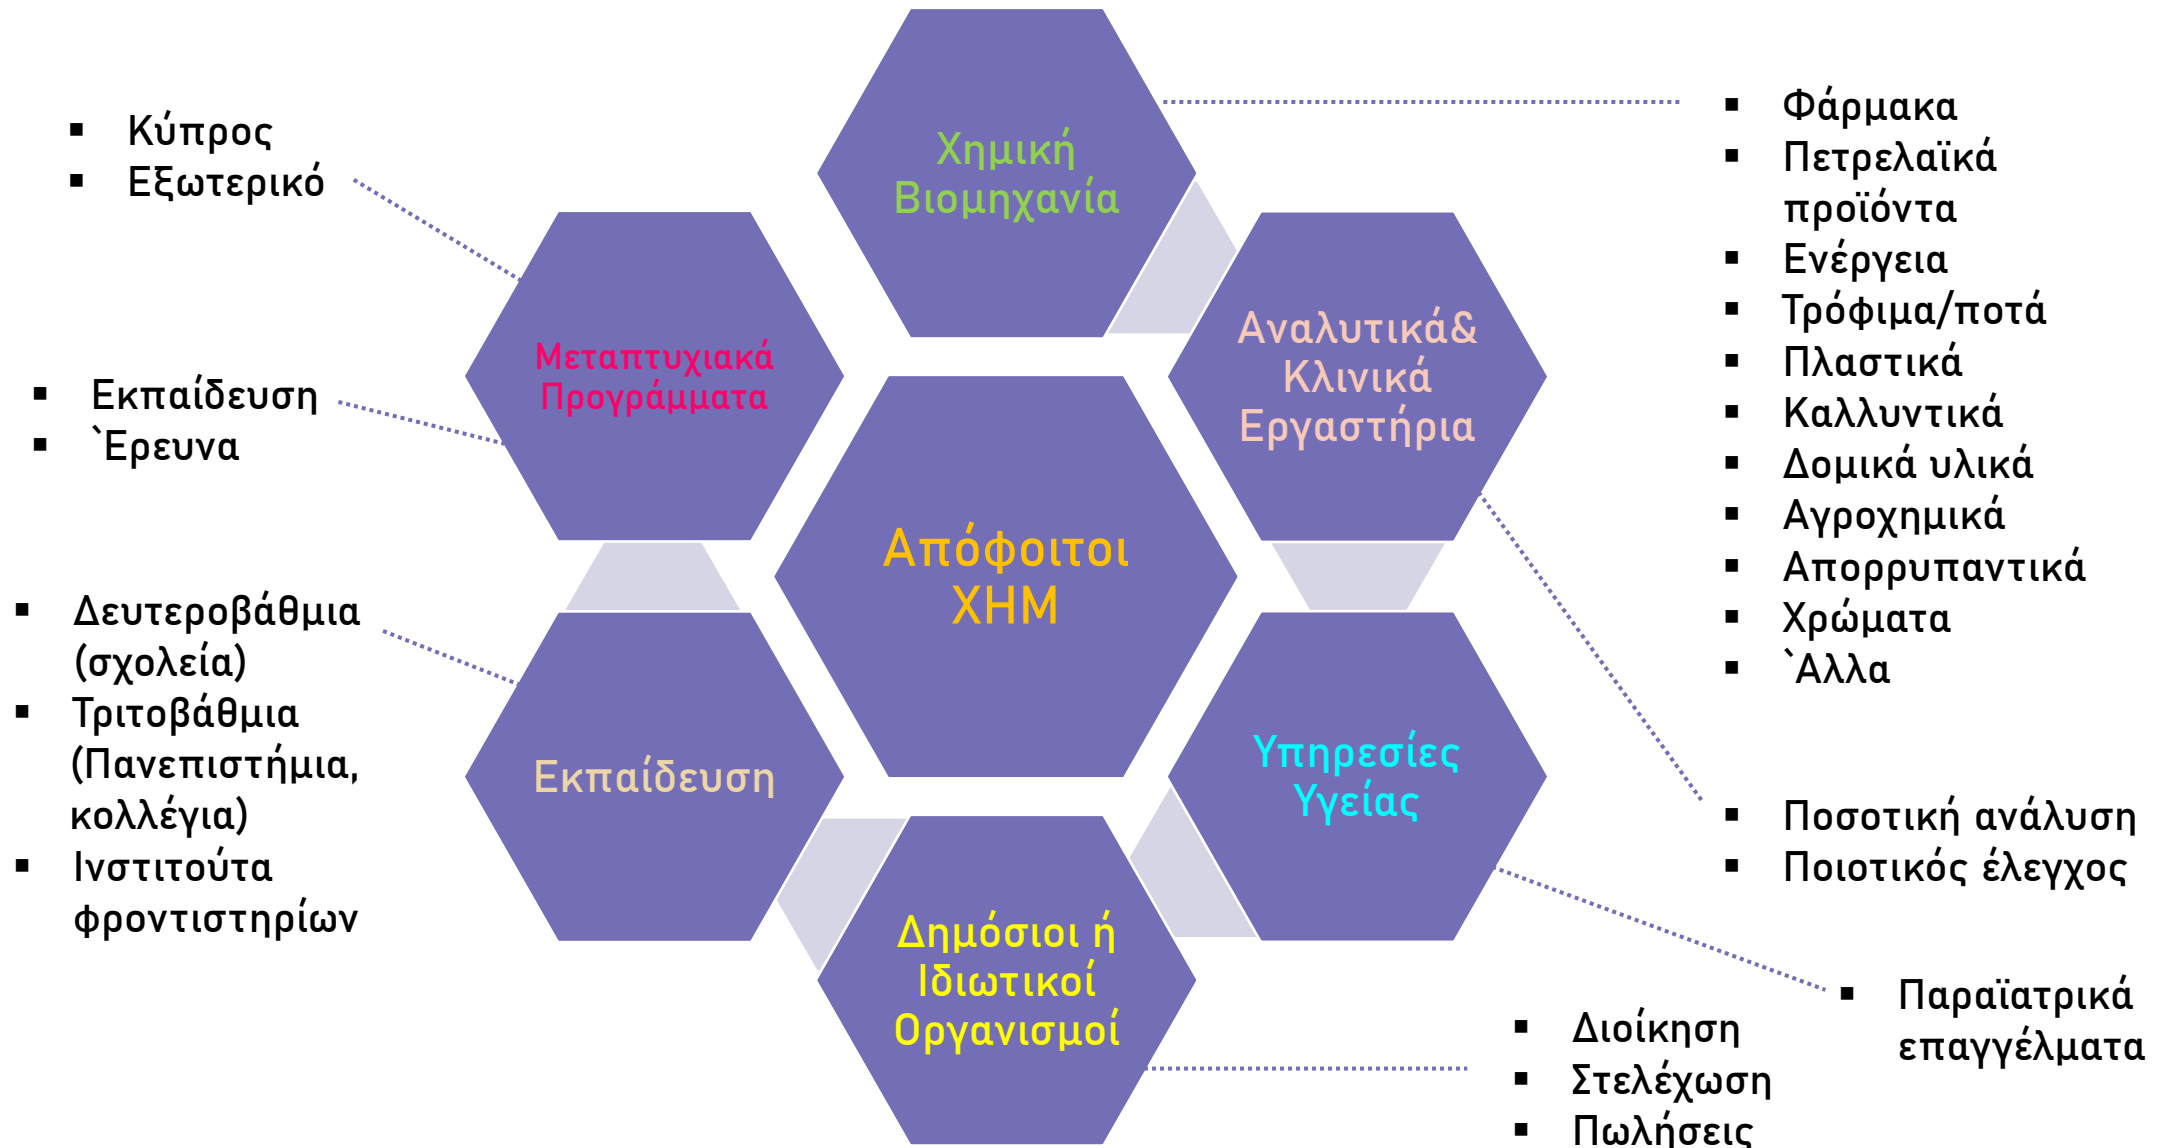 Χημική
Βιομηχανία
▪ Φάρμακα
▪ Πετρελαϊκά
προϊόντα
▪ Ενέργεια
▪ Τρόφιμα/ποτά
▪ Πλαστικά
▪ Καλλυντικά
▪ Δομικά υλικά
▪ Αγροχημικά
▪ Απορρυπαντικά
▪ Χρώματα
▪ `Αλλα
Αναλυτικά&
Κλινικά
Εργαστήρια
▪ Ποσοτική ανάλυση
▪ Ποιοτικός έλεγχος
Υπηρεσίες
Υγείας
▪ Παραϊατρικά
επαγγέλματα
Δημόσιοι ή
Ιδιωτικοί
Οργανισμοί
▪ Διοίκηση
▪ Στελέχωση
▪ Πωλήσεις
Εκπαίδευση
▪ Δευτεροβάθμια
(σχολεία)
▪ Τριτοβάθμια
(Πανεπιστήμια,
κολλέγια)
▪ Ινστιτούτα
φροντιστηρίων
Μεταπτυχιακά
Προγράμματα
▪ Κύπρος
▪ Εξωτερικό
▪ Εκπαίδευση
▪ `Ερευνα
Απόφοιτοι
ΧΗΜ